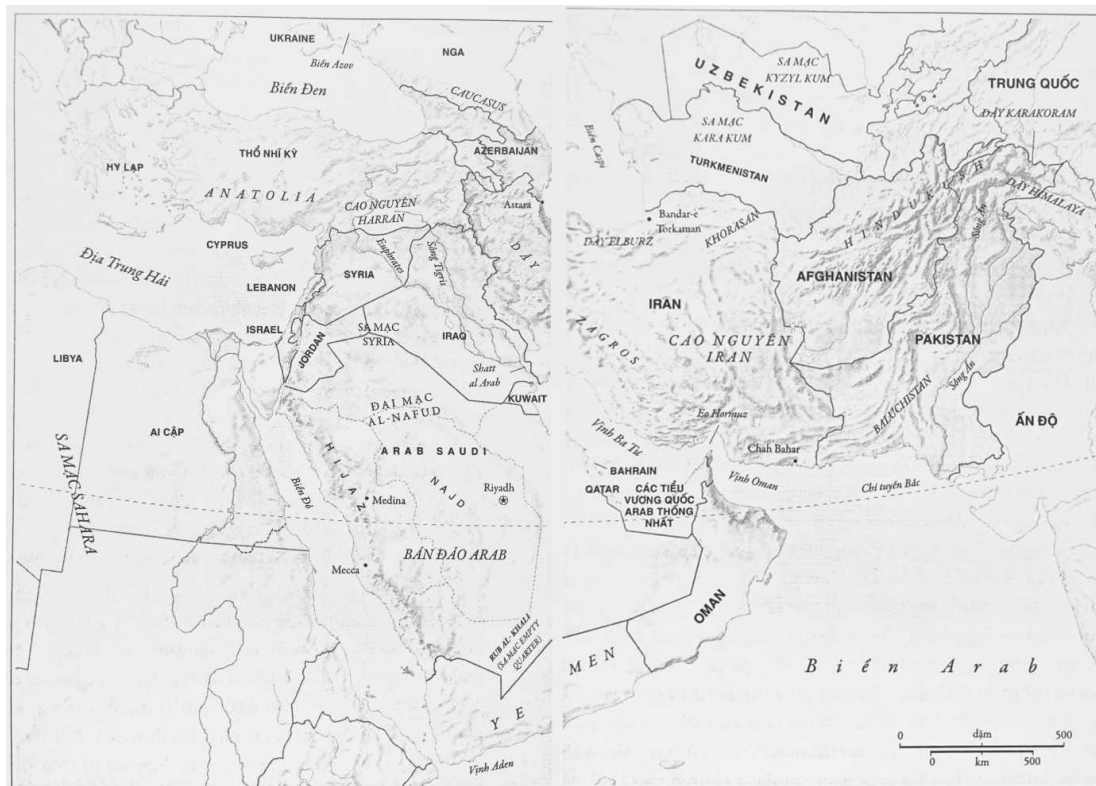 UKRAINE
Biển Azov
NGA
Biển Đen
CAUCASUS
AZERBAIJAN
HY LẠP
THỔ NHĨ KỲ
ANATOLIA
Astara
CAO NGUYÊN
HARRAN
DÃY
CYPRUS
Euphrates
Sông Tigris
Địa Trung Hải
SYRIA
LEBANON
ISRAEL
JORDAN
SA MẠC
SYRIA
IRAQ
LIBYA
Shatt
al Arab
KUWAIT
ĐẠI MẠC
AL-NAFUD
AI CẬP
SA MẠC SAHARA
HIJAZ
ARAB SAUDI
NAJD
Riyadh
Biển Đỏ
Medina
BÁN ĐẢO ARAB
Mecca
RUB AL-KHALI
(SA MẠC EMPTY
QUARTER)
YE
Vịnh Aden
UZBEKISTAN
SA MẠC
KYZYL KUM
TRUNG QUỐC
DÃY KARAKORAM
SA MẠC
KARA KUM
Biển Caspi
TURKMENISTAN
HINDU KUSH
DÃY HIMALAYA
Bandar-e
Torkaman
KHORASAN
DÃY ELBURZ
Sông Ấn
AFGHANISTAN
IRAN
ZAGROS
CAO NGUYÊN
IRAN
PAKISTAN
Sông Ấn
BALUCHISTAN
Eo Hormuz
ẤN ĐỘ
Vịnh Ba Tư
Chah Bahar
BAHRAIN
Vịnh Oman
Chí tuyến Bắc
QATAR
CÁC TIỂU
VƯƠNG QUỐC
ARAB THỐNG
NHẤT
OMAN
MEN
Biển Arab
0 dặm 500
0 km 500